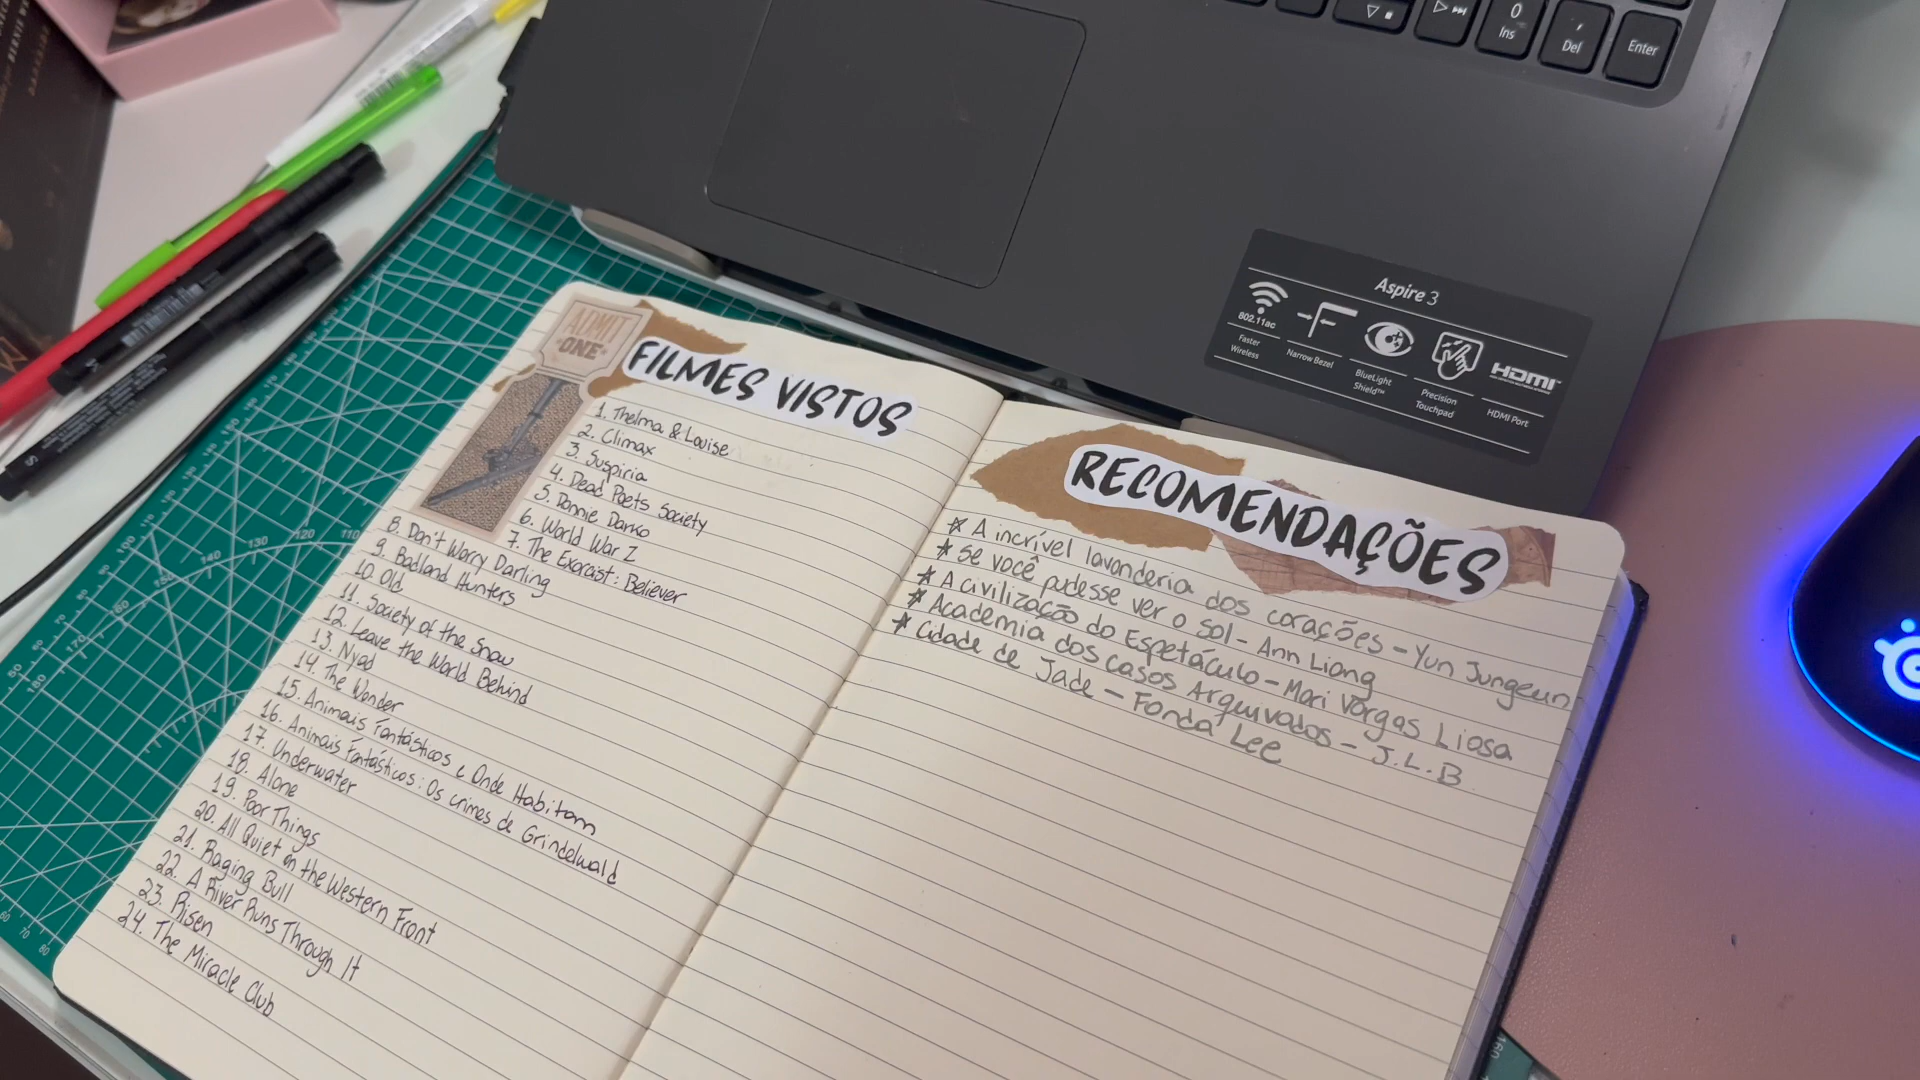 0
Ins
,
Del
Enter
Aspire 3
802.11ac
Faster Wireless
Narrow Bezel
BlueLight Shield™
Precision Touchpad
HDMI
HDMI Port
ADMIT
ONE
FILMES VISTOS
1. Thelma & Louise
2. Climax
3. Suspiria
4. Dead Poets Society
5. Donnie Darko
6. World War Z
7. The Exorcist: Believer
8. Don't Worry Darling
9. Badland Hunters
10. Old
11. Society of the Snow
12. Leave the World Behind
13. Nyad
14. The Wonder
15. Animais Fantásticos e Onde Habitam
16. Animais Fantásticos: Os crimes de Grindelwald
17. Underwater
18. Alone
19. Poor Things
20. All Quiet on the Western Front
21. Raging Bull
22. A River Runs Through It
23. Risen
24. The Miracle Club
RECOMENDAÇÕES
* A incrível lavanderia dos corações - Yun Jungeun
* Se você pudesse ver o sol - Ann Liang
* A civilização do Espetáculo - Mari Vargas Llosa
* Academia dos casos Arquivados - J.L.B
* Cidade de Jade - Fonda Lee